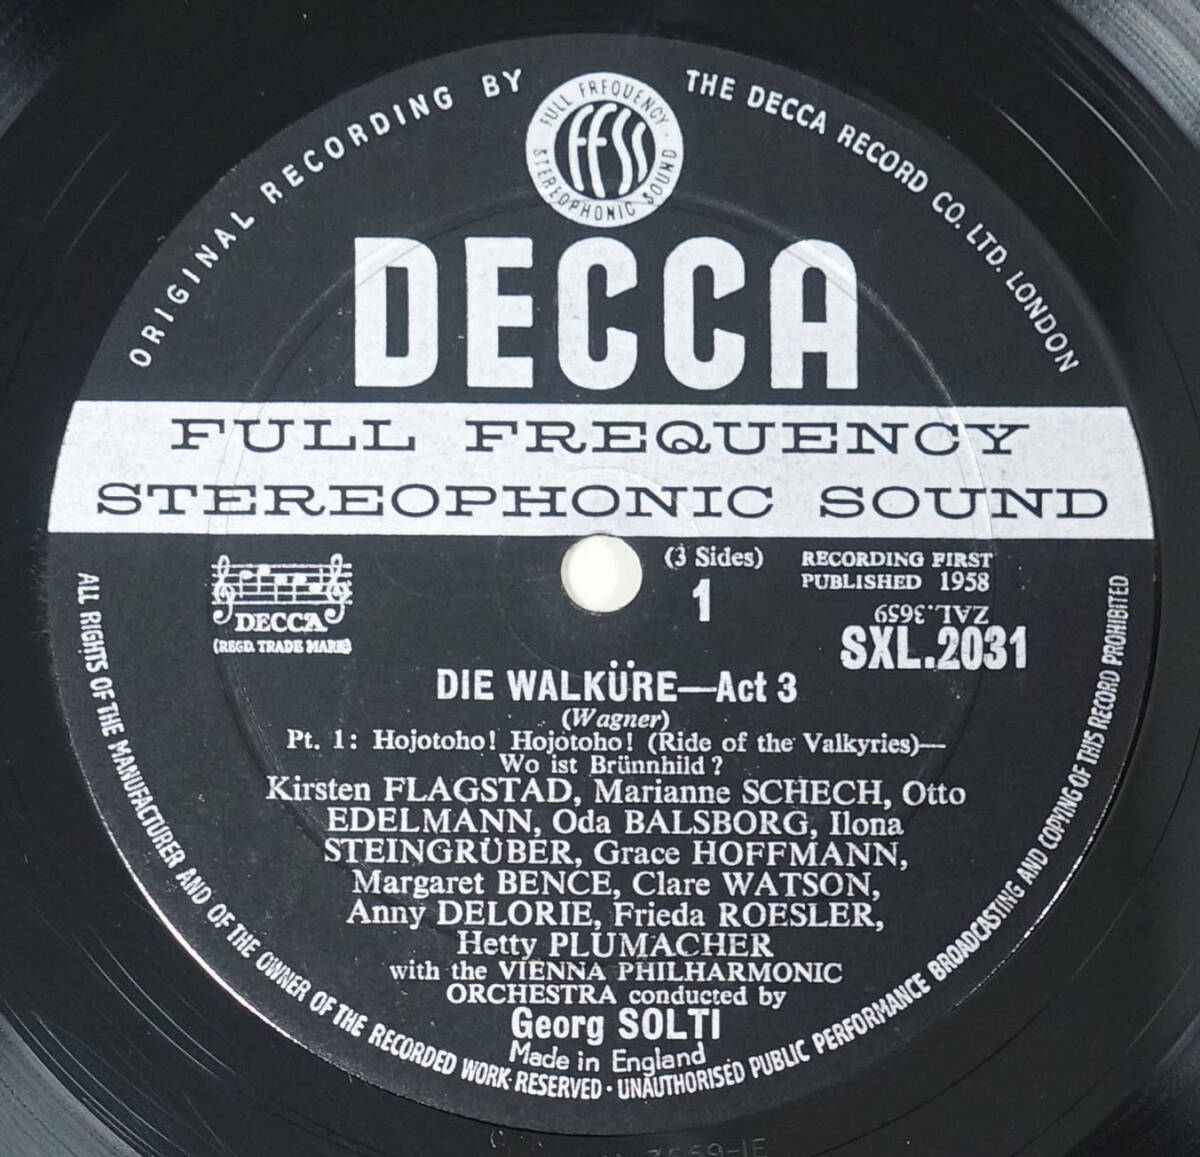 ORIGINAL RECORDING BY
THE DECCA RECORD CO. LTD. LONDON
FULL FREQUENCY
FFSS
STEREOPHONIC SOUND
DECCA
FULL FREQUENCY
STEREOPHONIC SOUND
(3 Sides)
1
RECORDING FIRST
PUBLISHED 1958
ZAL.3659
SXL.2031
DECCA
(REGD. TRADE MARK)
DIE WALKÜRE—Act 3
(Wagner)
Pt. 1: Hojotoho! Hojotoho! (Ride of the Valkyries)—
Wo ist Brünnhild?
Kirsten FLAGSTAD, Marianne SCHECH, Otto
EDELMANN, Oda BALSBORG, Ilona
STEINGRÜBER, Grace HOFFMANN,
Margaret BENCE, Clare WATSON,
Anny DELORIE, Frieda ROESLER,
Hetty PLUMACHER
with the VIENNA PHILHARMONIC
ORCHESTRA conducted by
Georg SOLTI
Made in England
ALL RIGHTS OF THE MANUFACTURER AND OF THE OWNER OF THE RECORDED WORK RESERVED · UNAUTHORISED PUBLIC PERFORMANCE BROADCASTING AND COPYING OF THIS RECORD PROHIBITED